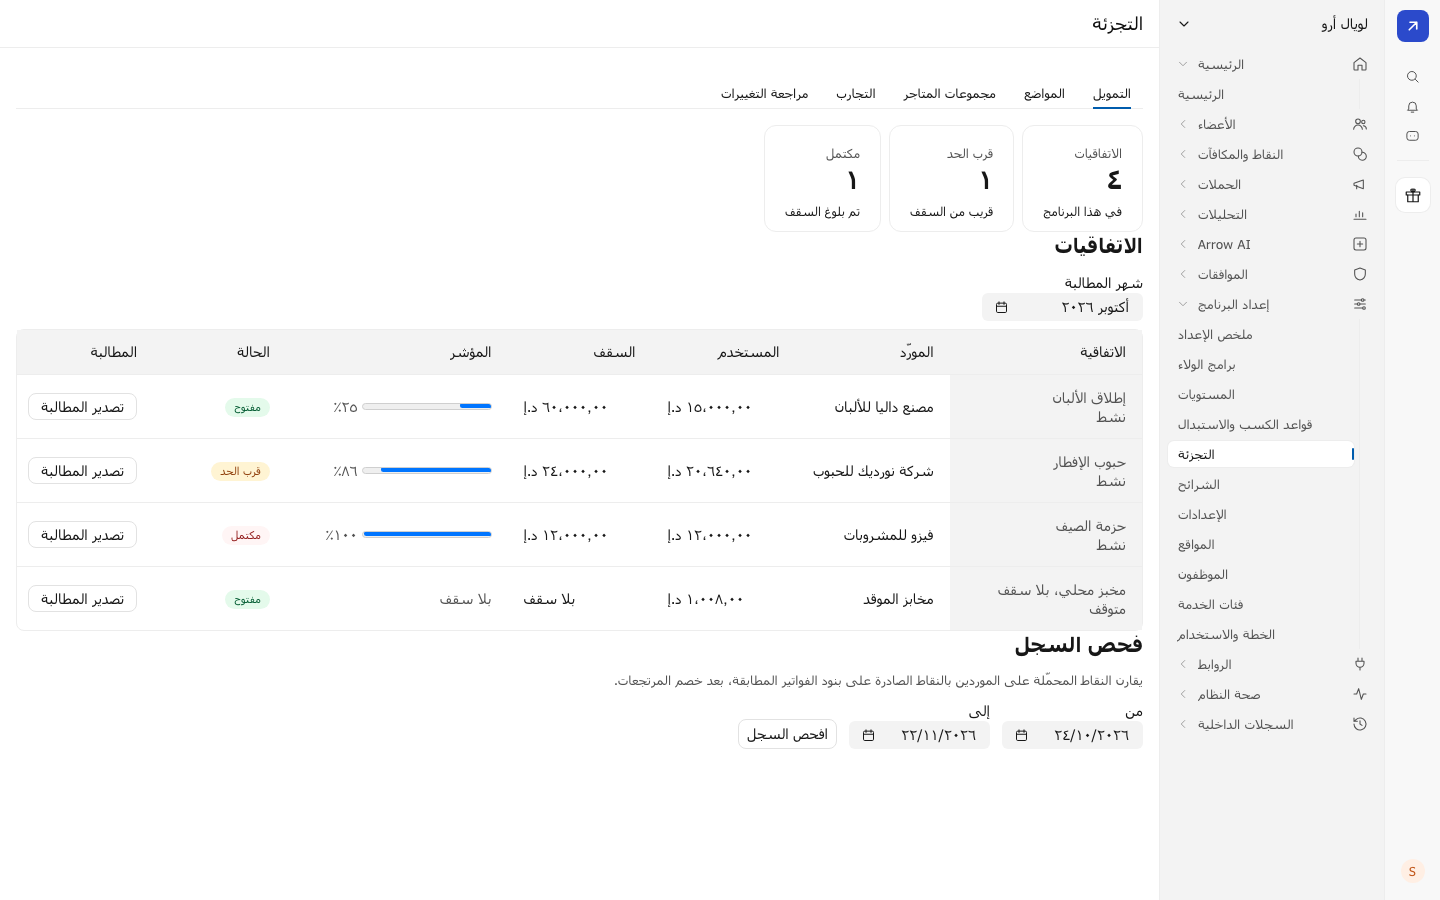 لويال أرو
الرئيسية
الرئيسية
الأعضاء
النقاط والمكافآت
الحملات
التحليلات
Arrow AI
الموافقات
إعداد البرنامج
ملخص الإعداد
برامج الولاء
المستويات
قواعد الكسب والاستبدال
التجزئة
الشرائح
الإعدادات
المواقع
الموظفون
فئات الخدمة
الخطة والاستخدام
الروابط
صحة النظام
السجلات الداخلية
S
التجزئة
التمويل المواضع مجموعات المتاجر التجارب مراجعة التغييرات
الاتفاقيات
٤
في هذا البرنامج
قرب الحد
١
قريب من السقف
مكتمل
١
تم بلوغ السقف
الاتفاقيات
شهر المطالبة
أكتوبر ٢٠٢٦
الاتفاقية المورّد المستخدم السقف المؤشر الحالة المطالبة
إطلاق الألبان
نشط
مصنع داليا للألبان ١٥،٠٠٠,٠٠ د.إ ٦٠،٠٠٠,٠٠ د.إ ٢٥٪ مفتوح تصدير المطالبة
حبوب الإفطار
نشط
شركة نورديك للحبوب ٢٠،٦٤٠,٠٠ د.إ ٢٤،٠٠٠,٠٠ د.إ ٨٦٪ قرب الحد تصدير المطالبة
حزمة الصيف
نشط
فيزو للمشروبات ١٢،٠٠٠,٠٠ د.إ ١٢،٠٠٠,٠٠ د.إ ١٠٠٪ مكتمل تصدير المطالبة
مخبز محلي، بلا سقف
متوقف
مخابز الموقد ١،٠٠٨,٠٠ د.إ بلا سقف بلا سقف مفتوح تصدير المطالبة
فحص السجل
يقارن النقاط المحمّلة على الموردين بالنقاط الصادرة على بنود الفواتير المطابقة، بعد خصم المرتجعات.
من إلى
٢٤/١٠/٢٠٢٦ ٢٢/١١/٢٠٢٦ افحص السجل